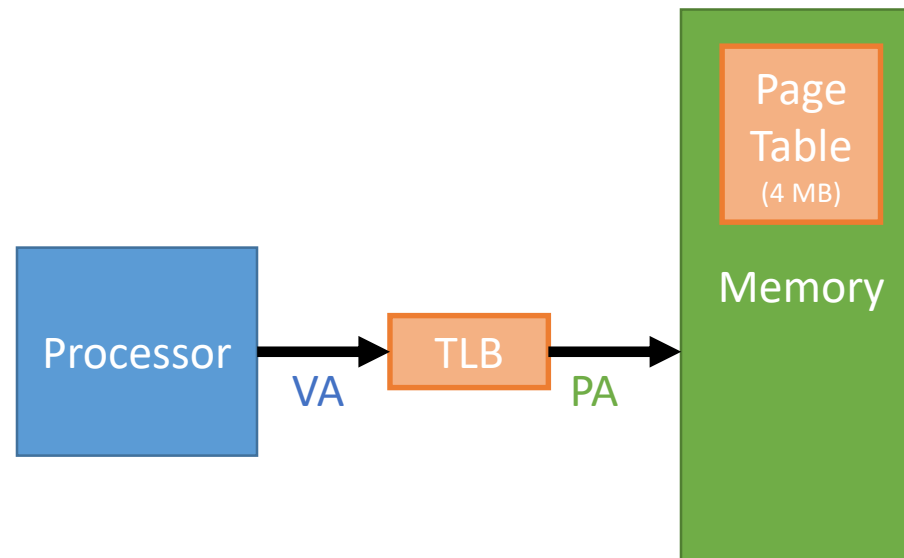 Page
Table
(4 MB)
Memory
Processor
TLB
VA
PA